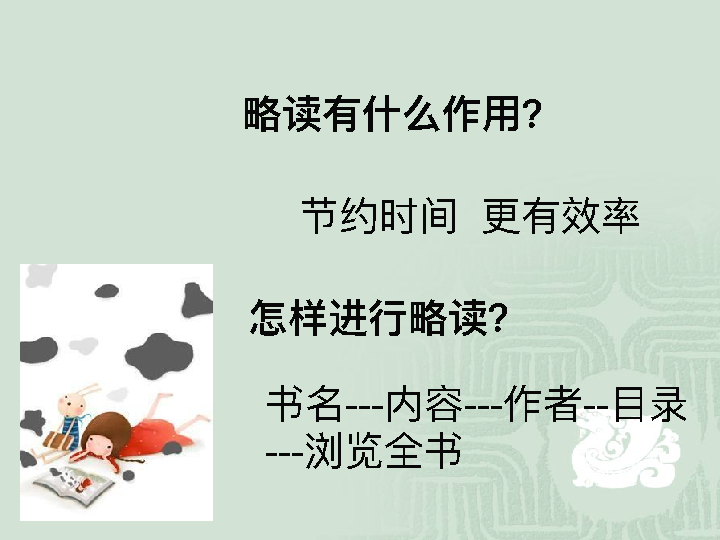 略读有什么作用?
节约时间 更有效率
怎样进行略读?
书名---内容---作者--目录
---浏览全书